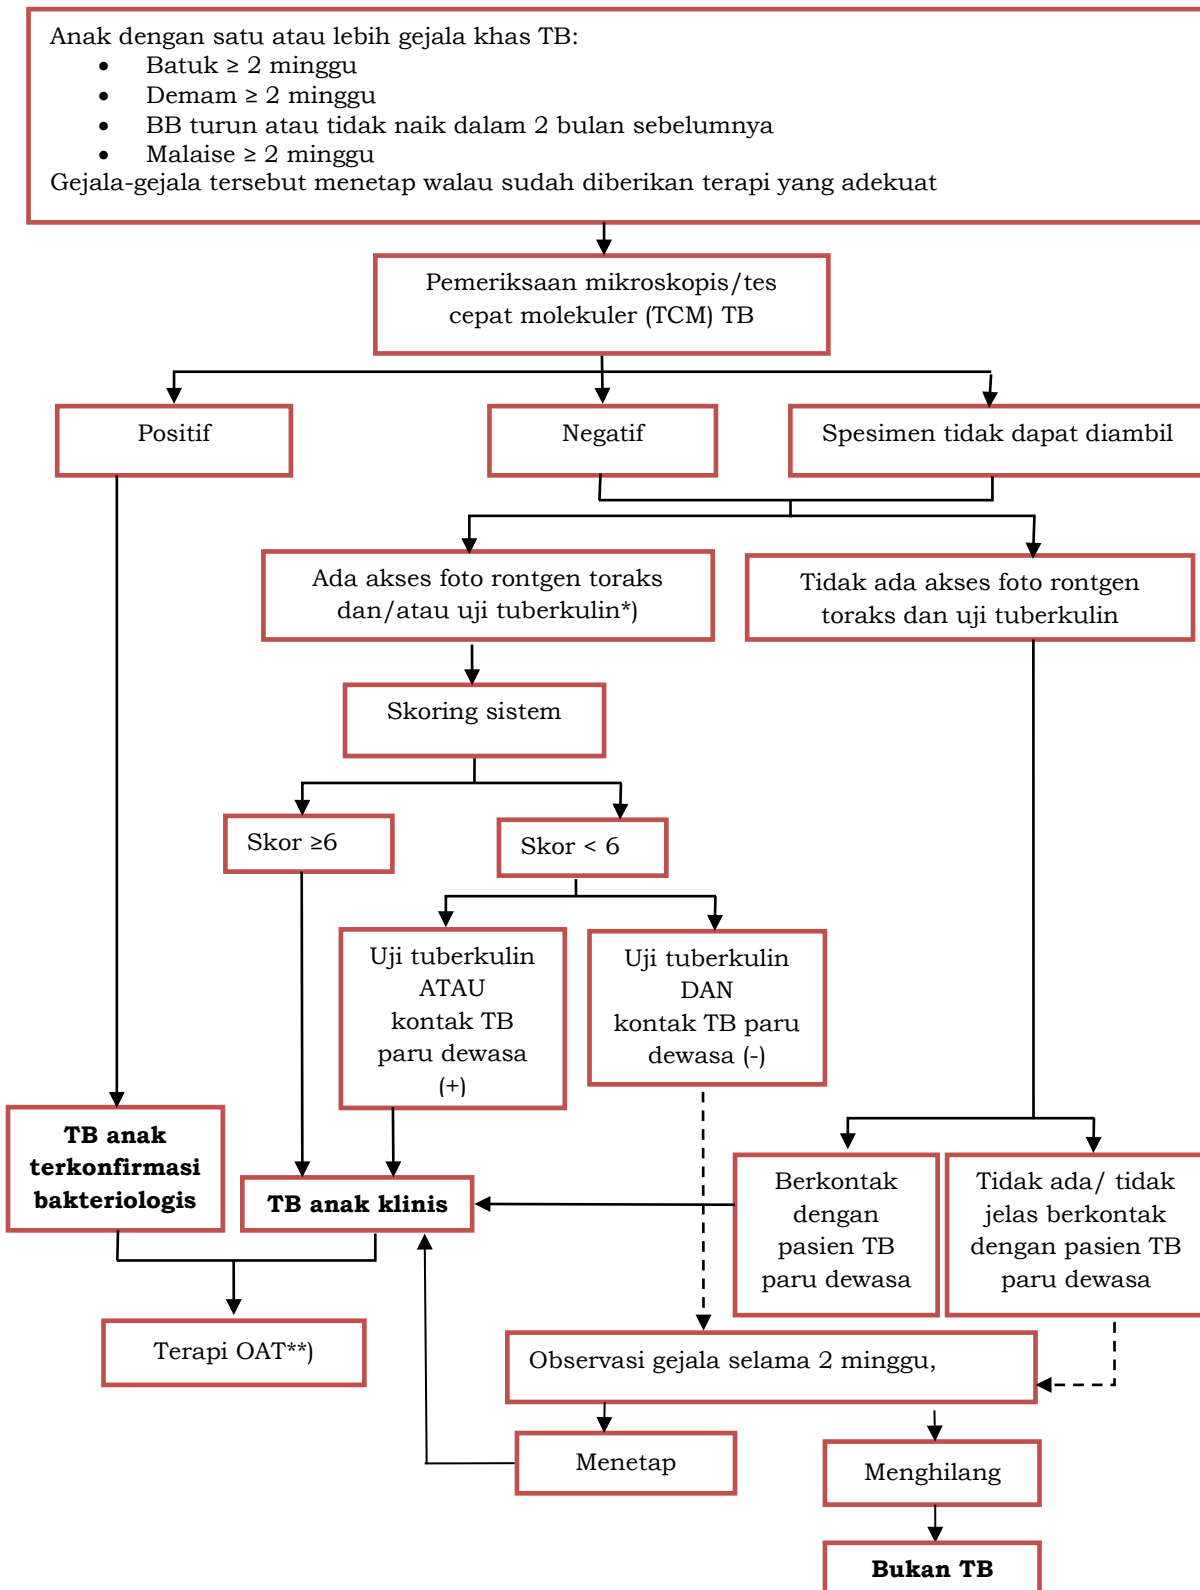 Anak dengan satu atau lebih gejala khas TB:
• Batuk ≥ 2 minggu
• Demam ≥ 2 minggu
• BB turun atau tidak naik dalam 2 bulan sebelumnya
• Malaise ≥ 2 minggu
Gejala-gejala tersebut menetap walau sudah diberikan terapi yang adekuat
Pemeriksaan mikroskopis/tes
cepat molekuler (TCM) TB
Positif
Negatif
Spesimen tidak dapat diambil
Ada akses foto rontgen toraks
dan/atau uji tuberkulin*)
Tidak ada akses foto rontgen
toraks dan uji tuberkulin
Skoring sistem
Skor ≥6
Skor < 6
Uji tuberkulin
ATAU
kontak TB
paru dewasa
(+)
Uji tuberkulin
DAN
kontak TB paru
dewasa (-)
TB anak
terkonfirmasi
bakteriologis
TB anak klinis
Berkontak
dengan
pasien TB
paru dewasa
Tidak ada/ tidak
jelas berkontak
dengan pasien TB
paru dewasa
Terapi OAT**)
Observasi gejala selama 2 minggu,
Menetap
Menghilang
Bukan TB